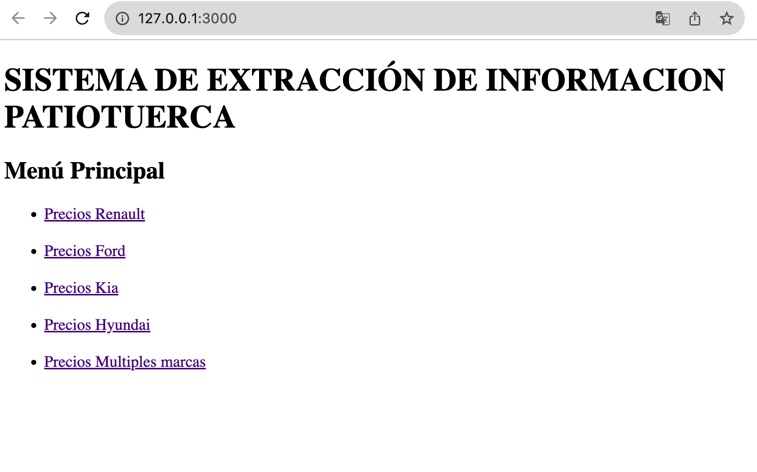 127.0.0.1:3000
SISTEMA DE EXTRACCIÓN DE INFORMACION
PATIOTUERCA
Menú Principal
Precios Renault
Precios Ford
Precios Kia
Precios Hyundai
Precios Multiples marcas